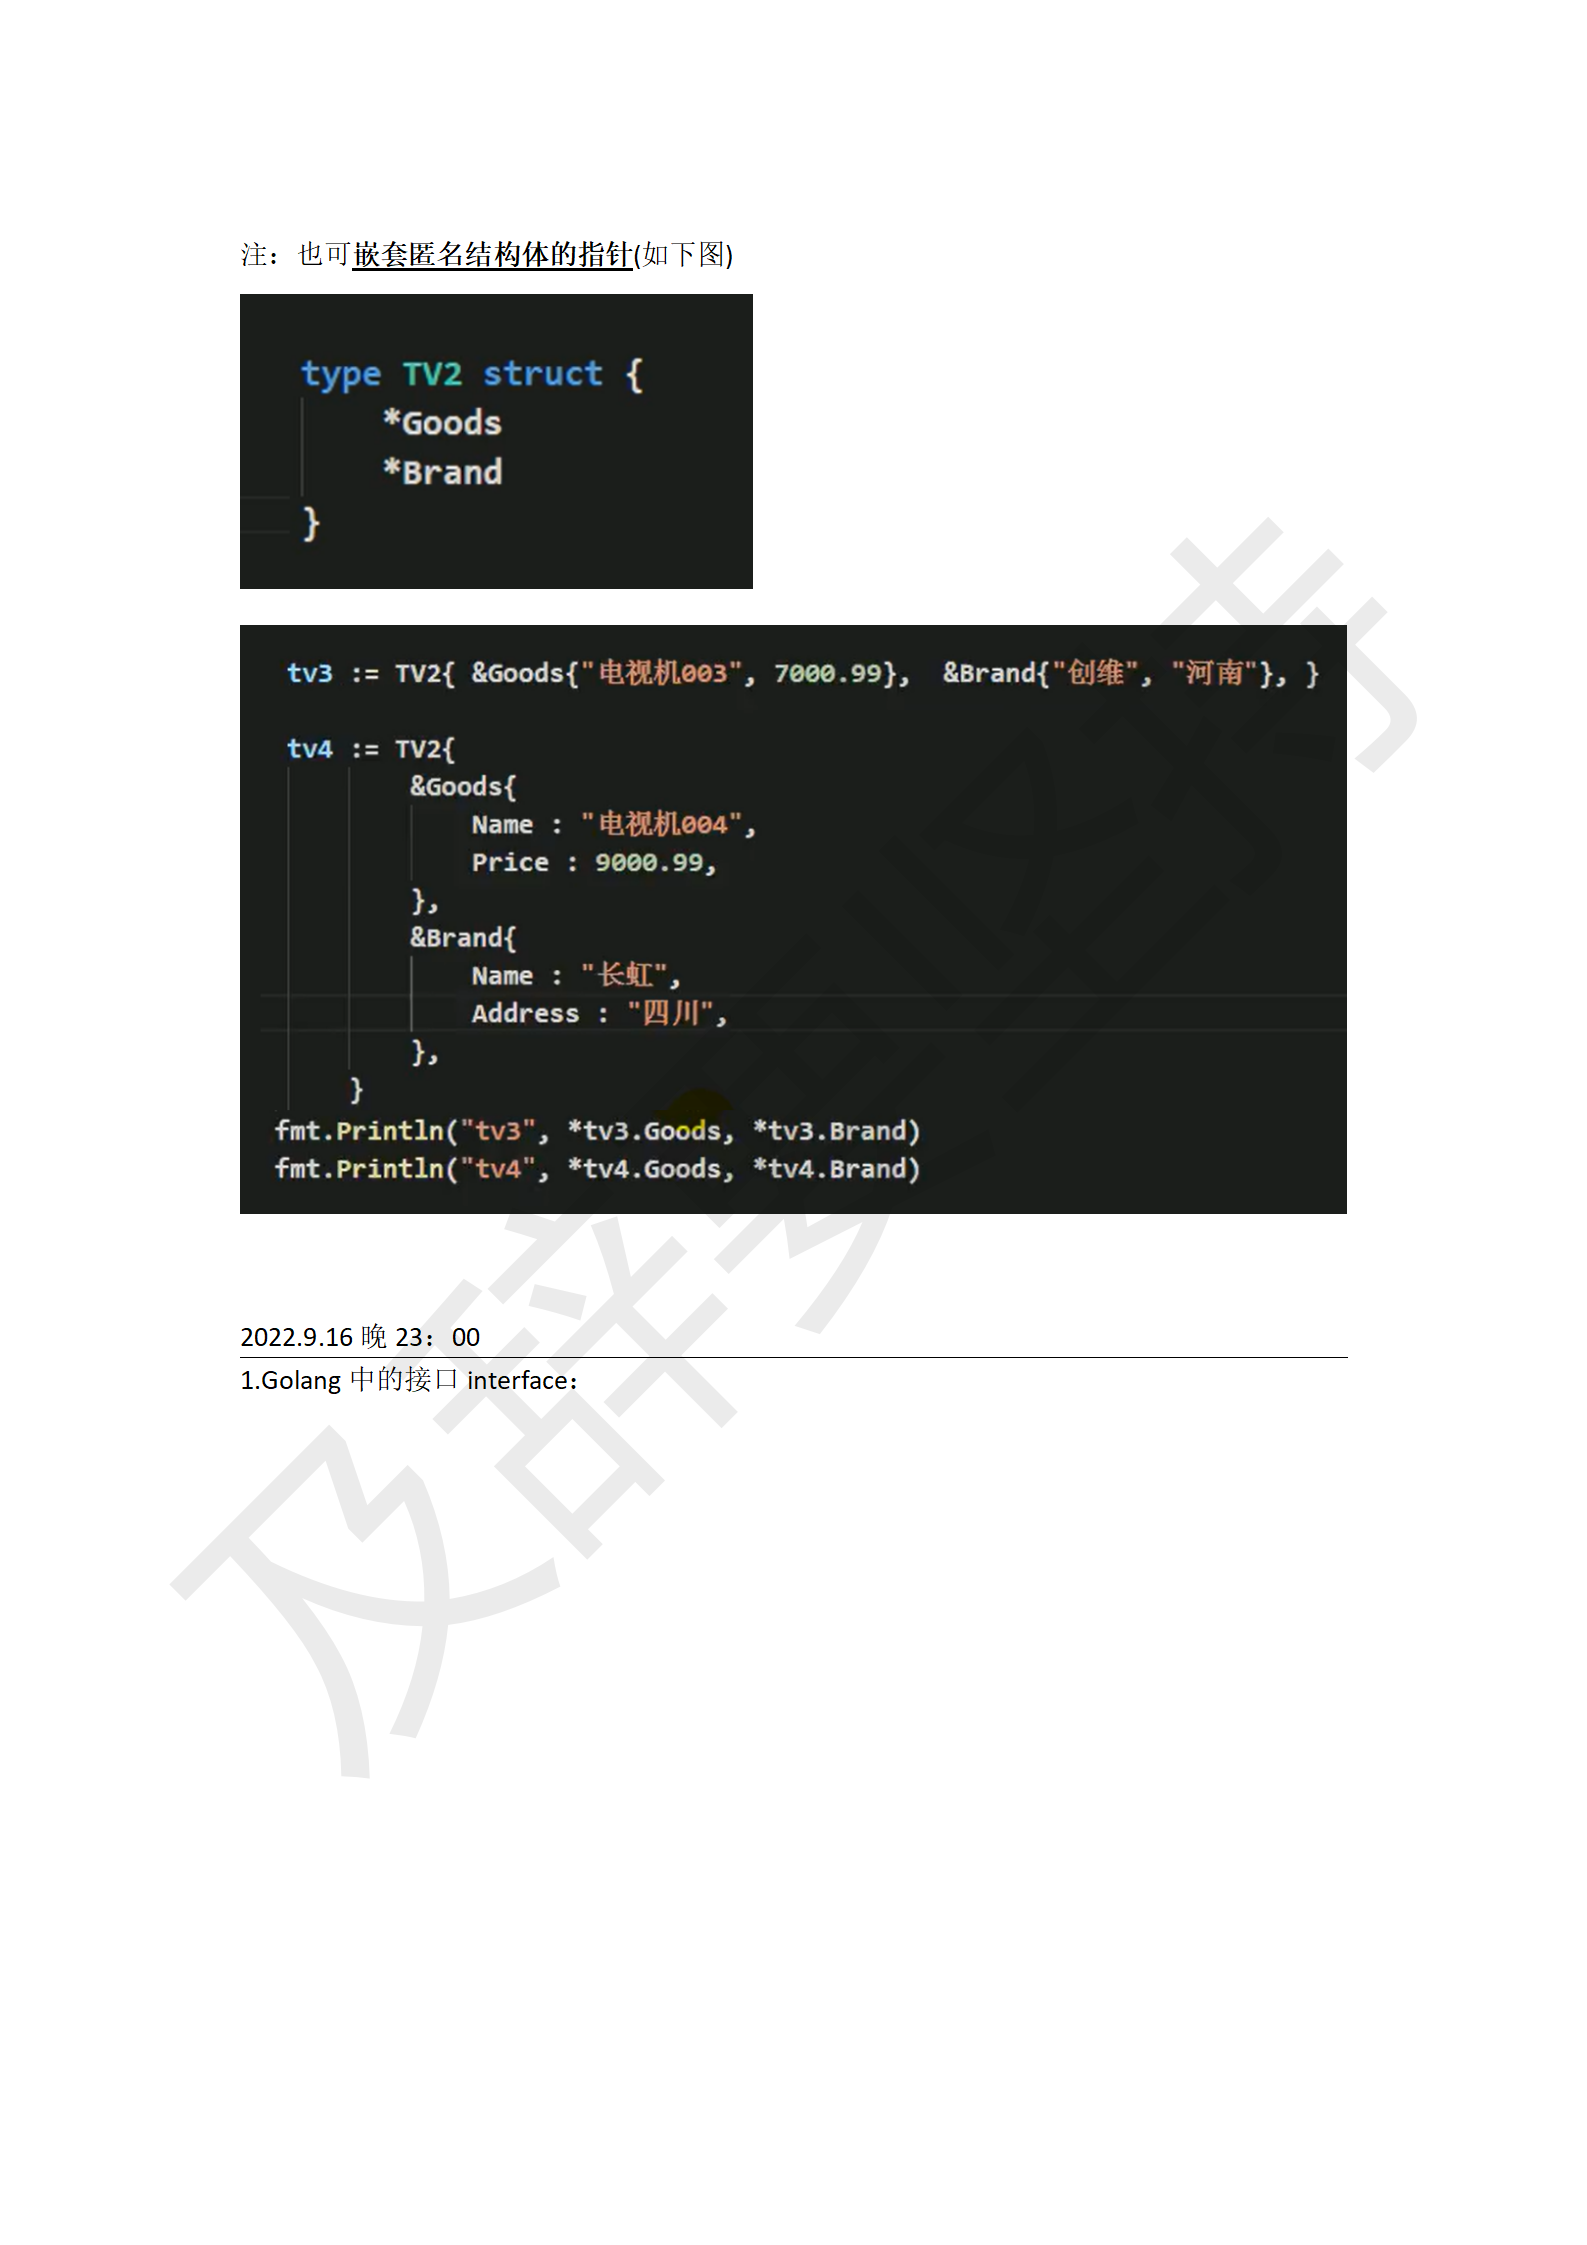 注：也可嵌套匿名结构体的指针(如下图)
type TV2 struct {
*Goods
*Brand
}
tv3 := TV2{ &Goods{"电视机003", 7000.99}, &Brand{"创维", "河南"}, }
tv4 := TV2{
&Goods{
Name : "电视机004",
Price : 9000.99,
},
&Brand{
Name : "长虹",
Address : "四川",
},
}
fmt.Println("tv3", *tv3.Goods, *tv3.Brand)
fmt.Println("tv4", *tv4.Goods, *tv4.Brand)
2022.9.16 晚 23：00
1.Golang 中的接口 interface：